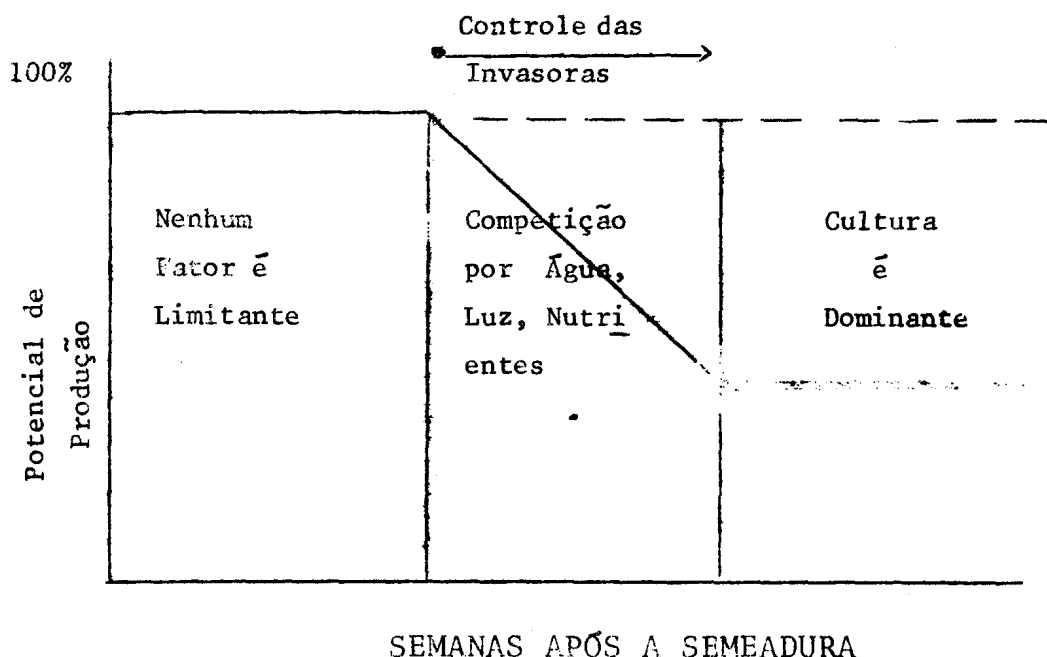 Controle das
Invasoras
100%
Nenhum
Fator é
Limitante
Competição
por Água,
Luz, Nutri
entes
Cultura
é
Dominante
Potencial de
Produção
SEMANAS APÓS A SEMEADURA